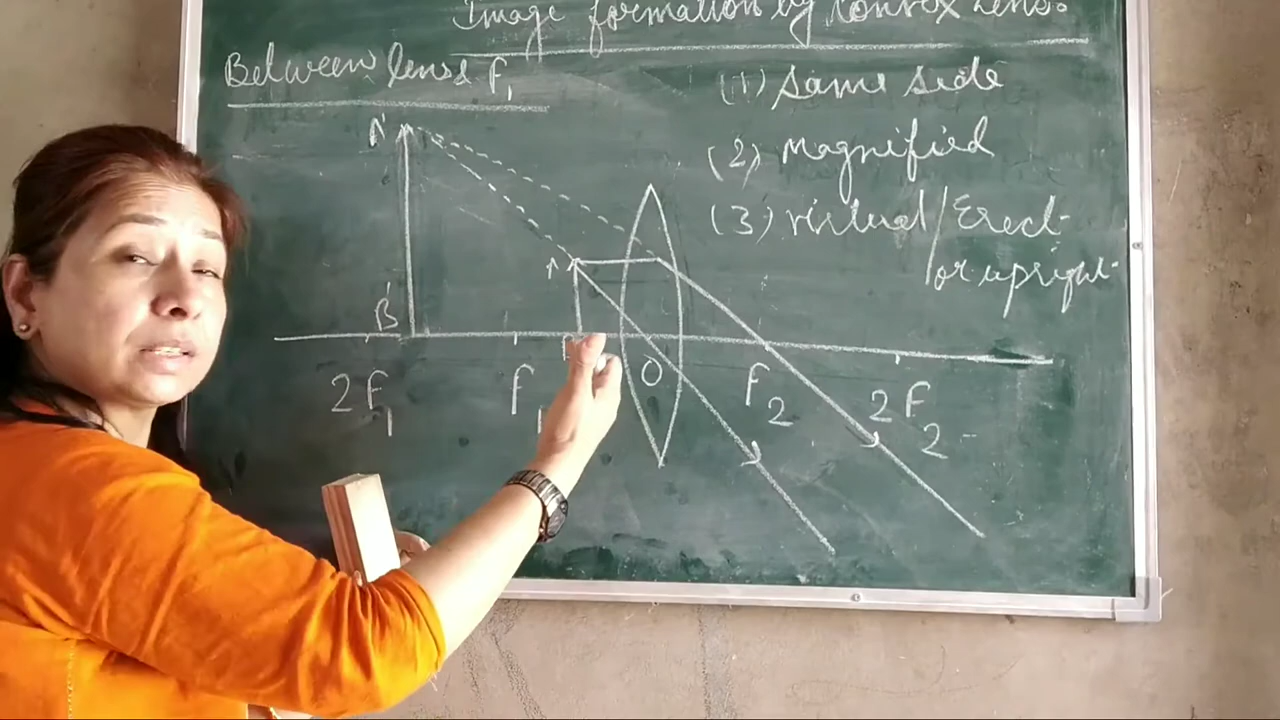 Image formation by Convex Lens.
Between lens & F1
(1) Same side
(2) Magnified
(3) Virtual/Erect
or upright
A'
A
B'
2F1
F1
O
F2
2F2